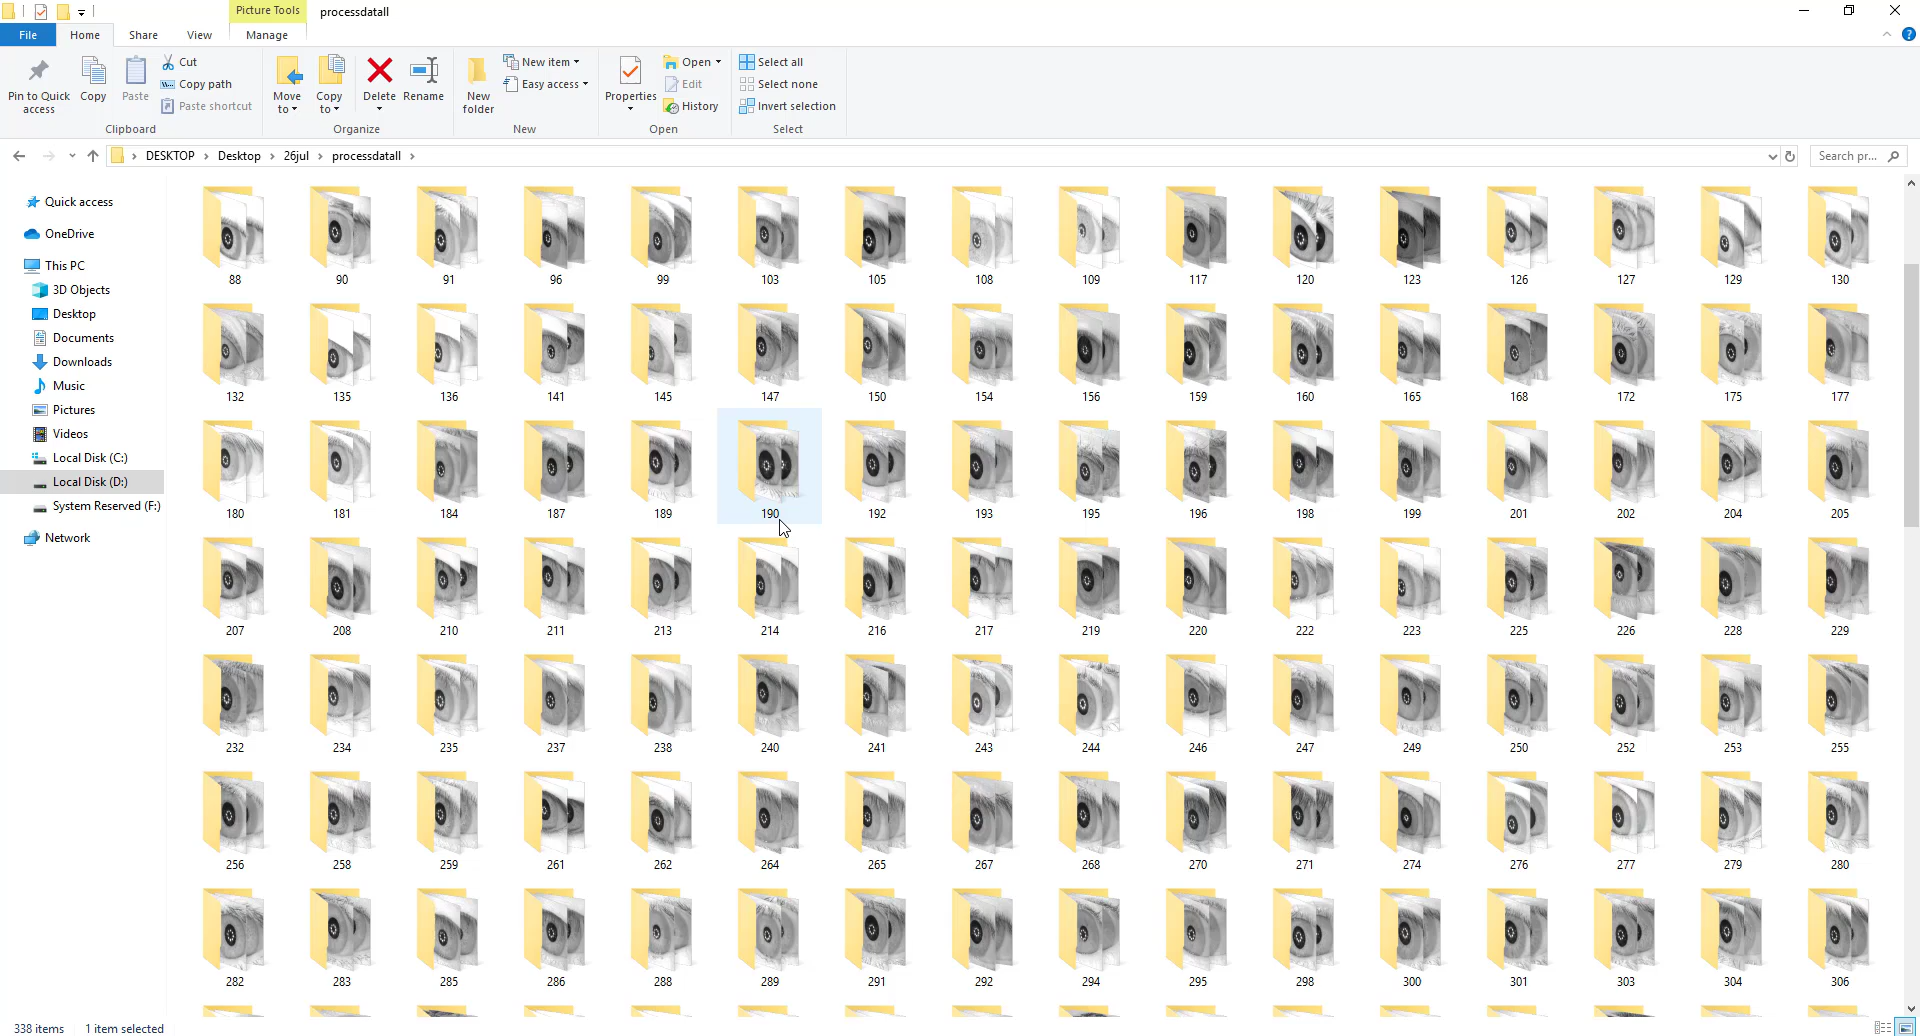 Picture Tools processdatall
File Home Share View Manage
Pin to Quick access
Copy
Paste
Cut
Copy path
Paste shortcut
Clipboard
Move to
Copy to
Delete
Rename
Organize
New folder
New item
Easy access
New
Properties
Open
Edit
History
Open
Select all
Select none
Invert selection
Select
DESKTOP > Desktop > 26jul > processdatall >
Search pr...
Quick access
OneDrive
This PC
3D Objects
Desktop
Documents
Downloads
Music
Pictures
Videos
Local Disk (C:)
Local Disk (D:)
System Reserved (F:)
Network
88 90 91 96 99 103 105 108 109 117 120 123 126 127 129 130
132 135 136 141 145 147 150 154 156 159 160 165 168 172 175 177
180 181 184 187 189 190 192 193 195 196 198 199 201 202 204 205
207 208 210 211 213 214 216 217 219 220 222 223 225 226 228 229
232 234 235 237 238 240 241 243 244 246 247 249 250 252 253 255
256 258 259 261 262 264 265 267 268 270 271 274 276 277 279 280
282 283 285 286 288 289 291 292 294 295 298 300 301 303 304 306
338 items 1 item selected